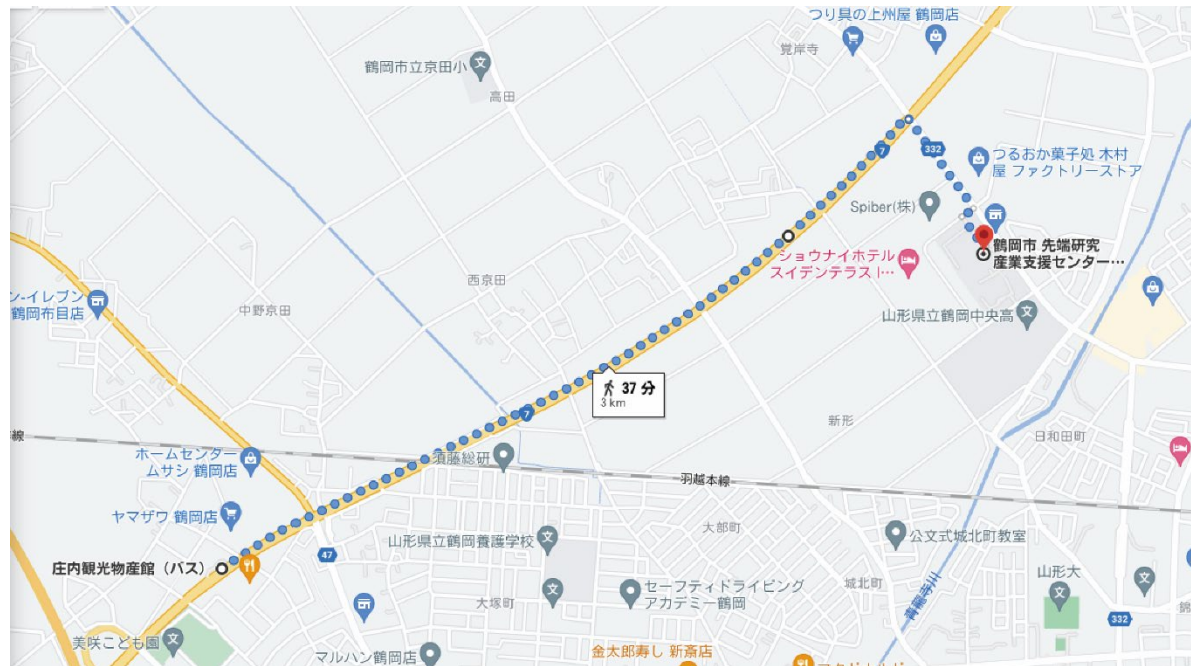 つり具の上州屋 鶴岡店
覚岸寺
鶴岡市立京田小
高田
7
332
つるおか菓子処 木村
屋 ファクトリーストア
Spiber(株)
鶴岡市 先端研究
産業支援センター…
ショウナイホテル
スイデンテラス I…
西京田
中野京田
ン-イレブン
鶴岡布目店
山形県立鶴岡中央高
37 分
3 km
7
新形
日和田町
線
ホームセンター
ムサシ 鶴岡店
須藤総研
羽越本線
ヤマザワ 鶴岡店
大部町
公文式城北町教室
山形県立鶴岡養護学校
47
庄内観光物産館（バス）
城北町
山形大
大塚町
セーフティドライビング
アカデミー鶴岡
332
美咲こども園
マルハン鶴岡店
金太郎寿し 新斎店